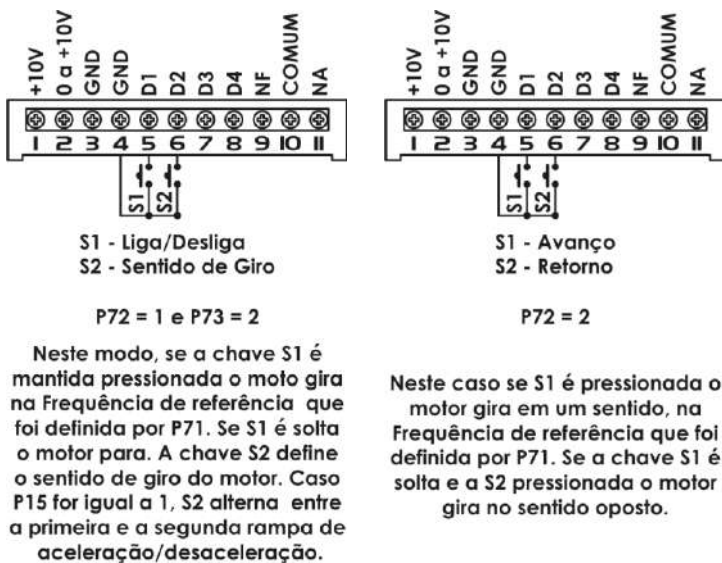 +10V
0 a +10V
GND
GND
D1
D2
D3
D4
NF
COMUM
NA
1 2 3 4 5 6 7 8 9 10 11
S1
S2
S1 - Liga/Desliga
S2 - Sentido de Giro
P72 = 1 e P73 = 2
Neste modo, se a chave S1 é
mantida pressionada o moto gira
na Frequência de referência que
foi definida por P71. Se S1 é solta
o motor para. A chave S2 define
o sentido de giro do motor. Caso
P15 for igual a 1, S2 alterna entre
a primeira e a segunda rampa de
aceleração/desaceleração.
+10V
0 a +10V
GND
GND
D1
D2
D3
D4
NF
COMUM
NA
1 2 3 4 5 6 7 8 9 10 11
S1
S2
S1 - Avanço
S2 - Retorno
P72 = 2
Neste caso se S1 é pressionada o
motor gira em um sentido, na
Frequência de referência que foi
definida por P71. Se a chave S1 é
solta e a S2 pressionada o motor
gira no sentido oposto.